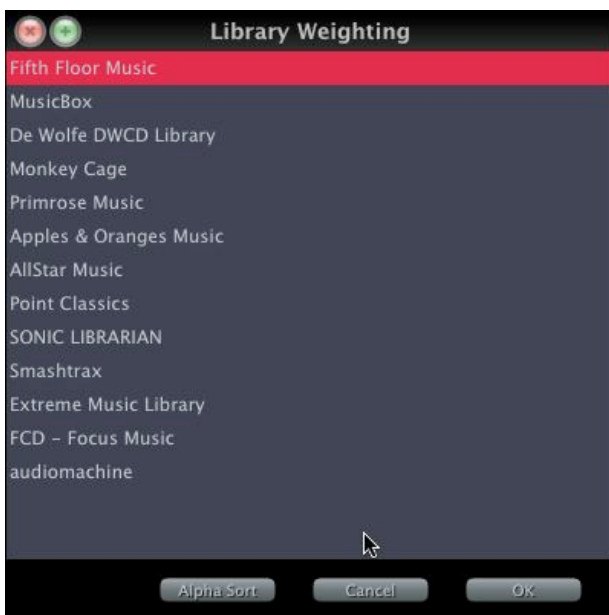 Library Weighting
Fifth Floor Music
MusicBox
De Wolfe DWCD Library
Monkey Cage
Primrose Music
Apples & Oranges Music
AllStar Music
Point Classics
SONIC LIBRARIAN
Smashtrax
Extreme Music Library
FCD – Focus Music
audiomachine
Alpha Sort Cancel OK